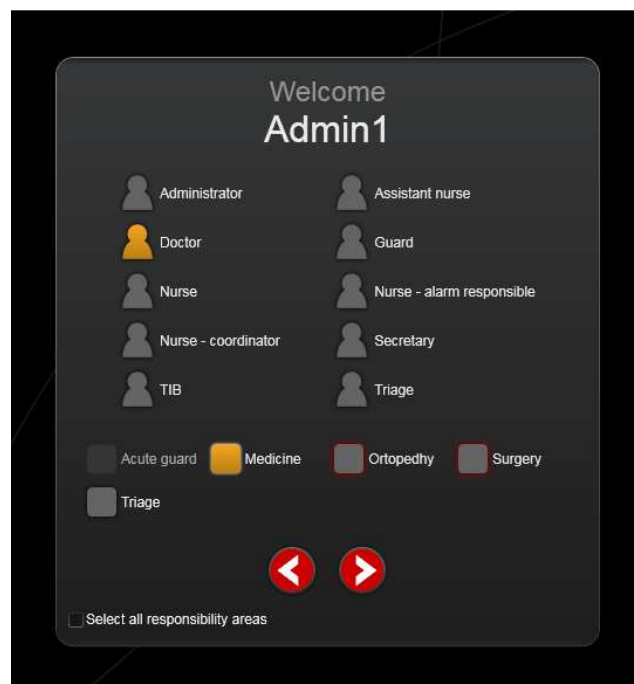 Welcome
Admin1
Administrator Assistant nurse
Doctor Guard
Nurse Nurse - alarm responsible
Nurse - coordinator Secretary
TIB Triage
Acute guard Medicine Ortopedhy Surgery
Triage
Select all responsibility areas